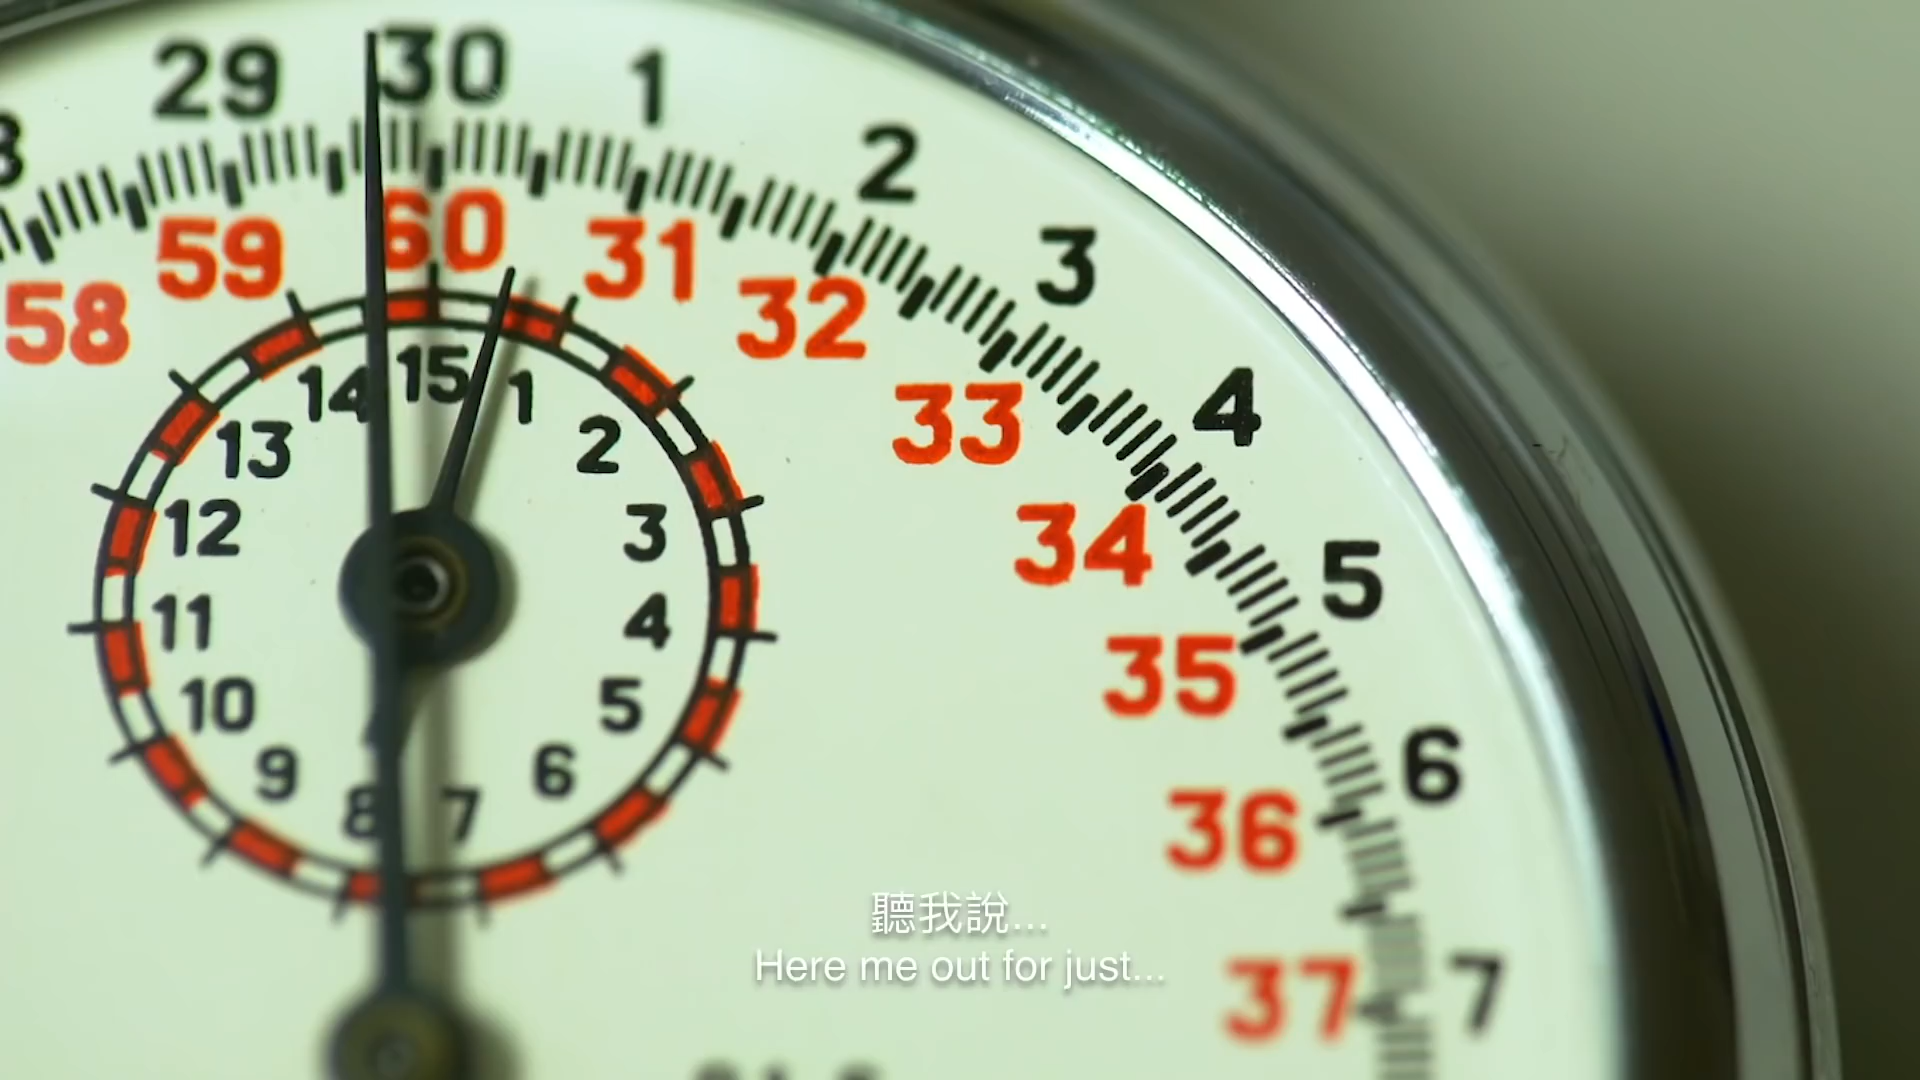 29 30 1 2 3 4 5 6 7
58 59 60 31 32 33 34 35 36 37
15 1 2 3 4 5 6 7 8 9 10 11 12 13 14
聽我說...
Here me out for just...